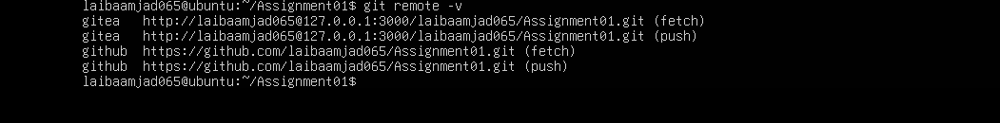 laibaamjad065@ubuntu:~/Assignment01$ git remote -v
gitea   http://laibaamjad065@127.0.0.1:3000/laibaamjad065/Assignment01.git (fetch)
gitea   http://laibaamjad065@127.0.0.1:3000/laibaamjad065/Assignment01.git (push)
github  https://github.com/laibaamjad065/Assignment01.git (fetch)
github  https://github.com/laibaamjad065/Assignment01.git (push)
laibaamjad065@ubuntu:~/Assignment01$